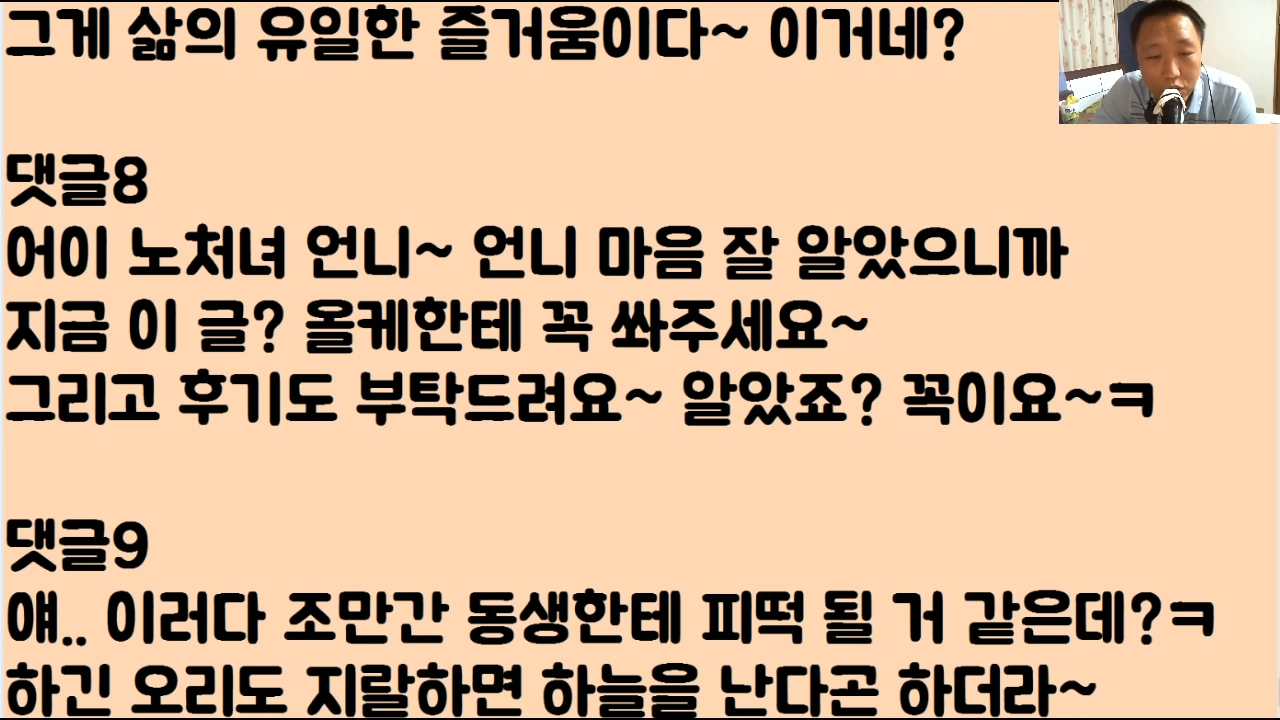 그게 삶의 유일한 즐거움이다~ 이거네?
댓글8
어이 노처녀 언니~ 언니 마음 잘 알았으니까
지금 이 글? 올케한테 꼭 쏴주세요~
그리고 후기도 부탁드려요~ 알았죠? 꼭이요~ㅋ
댓글9
얘.. 이러다 조만간 동생한테 피떡 될 거 같은데?ㅋ
하긴 오리도 지랄하면 하늘을 난다곤 하더라~